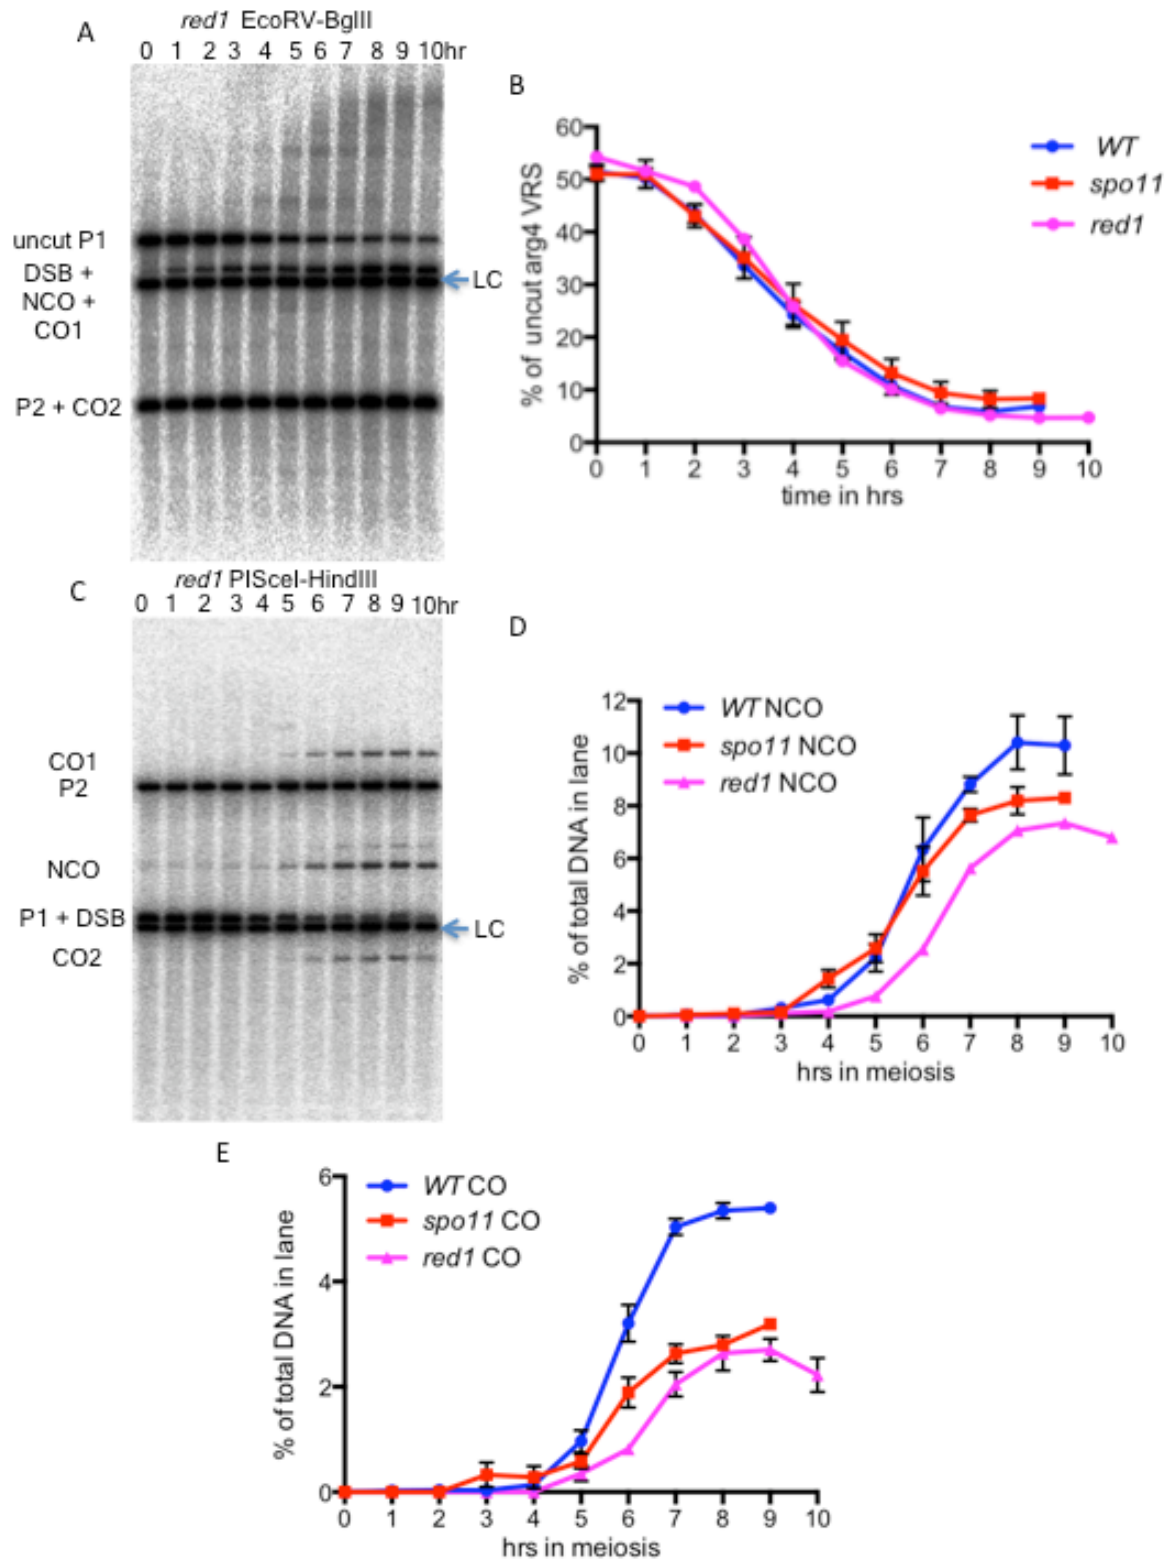 A
red1 EcoRV-BglII
0 1 2 3 4 5 6 7 8 9 10hr
uncut P1
DSB +
NCO +
CO1
LC
P2 + CO2
B
60
50
40
30
20
10
0
% of uncut arg4 VRS
WT
spo11
red1
0 1 2 3 4 5 6 7 8 9 10
time in hrs
C
red1 PISceI-HindIII
0 1 2 3 4 5 6 7 8 9 10hr
CO1
P2
NCO
P1 + DSB
LC
CO2
D
12
10
8
6
4
2
0
% of total DNA in lane
WT NCO
spo11 NCO
red1 NCO
0 1 2 3 4 5 6 7 8 9 10
hrs in meiosis
E
6
4
2
0
% of total DNA in lane
WT CO
spo11 CO
red1 CO
0 1 2 3 4 5 6 7 8 9 10
hrs in meiosis